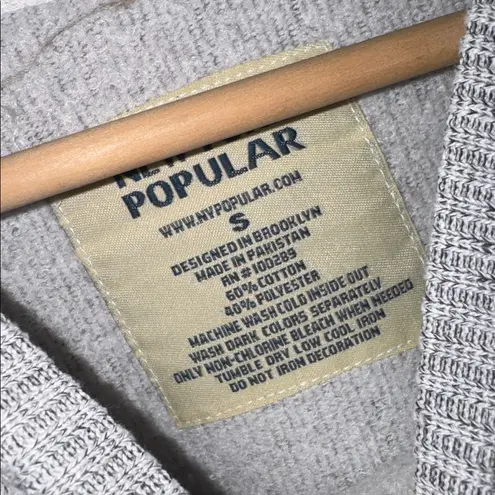 POPULAR
WWW.NYPOPULAR.COM
S
DESIGNED IN BROOKLYN
MADE IN PAKISTAN
RN #100289
60% COTTON
40% POLYESTER
MACHINE WASH COLD INSIDE OUT
WASH DARK COLORS SEPARATELY
ONLY NON-CHLORINE BLEACH WHEN NEEDED
TUMBLE DRY LOW COOL IRON
DO NOT IRON DECORATION